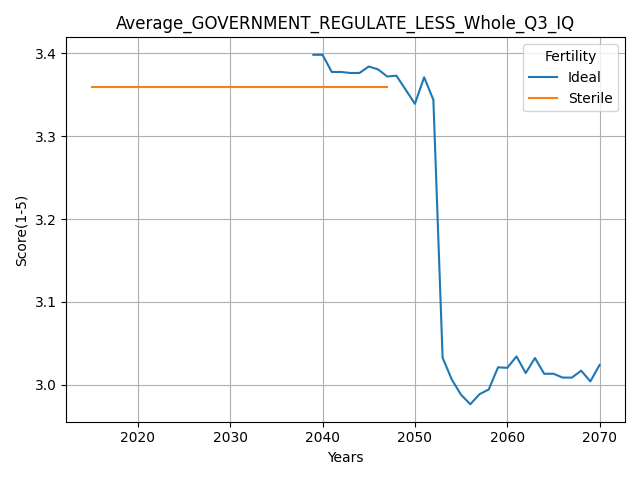 Average_GOVERNMENT_REGULATE_LESS_Whole_Q3_IQ
Fertility
Ideal
Sterile
Score(1-5)
3.4
3.3
3.2
3.1
3.0
2020 2030 2040 2050 2060 2070
Years